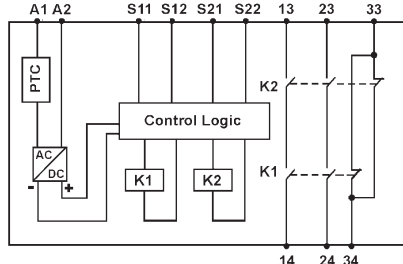 A1 A2 S11 S12 S21 S22 13 23 33
PTC
K2
Control Logic
AC
DC
- +
K1 K2
K1
14 24 34